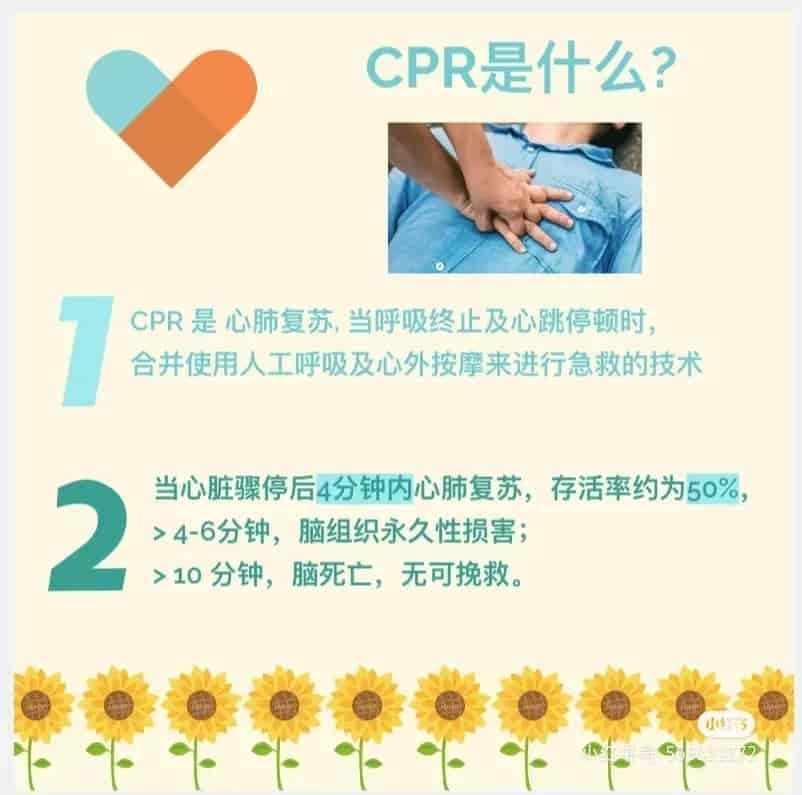 CPR是什么?
1
CPR 是 心肺复苏, 当呼吸终止及心跳停顿时,
合并使用人工呼吸及心外按摩来进行急救的技术
2
当心脏骤停后4分钟内心肺复苏，存活率约为50%，
> 4-6分钟，脑组织永久性损害；
> 10 分钟，脑死亡，无可挽救。
小红书